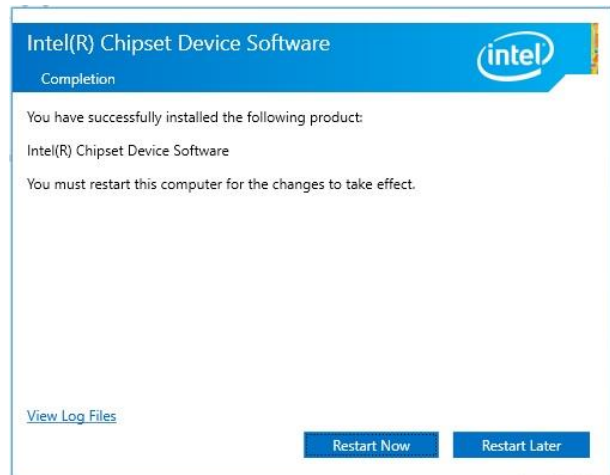 Intel(R) Chipset Device Software
intel
Completion
You have successfully installed the following product:
Intel(R) Chipset Device Software
You must restart this computer for the changes to take effect.
View Log Files
Restart Now
Restart Later